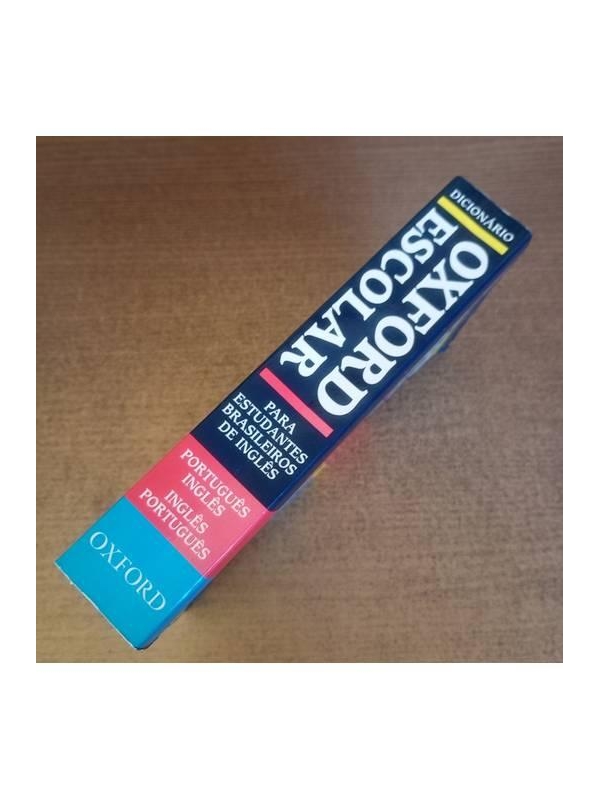 DICIONÁRIO
OXFORD
ESCOLAR
PARA
ESTUDANTES
BRASILEIROS
DE INGLÊS
PORTUGUÊS
INGLÊS
INGLÊS
PORTUGUÊS
OXFORD